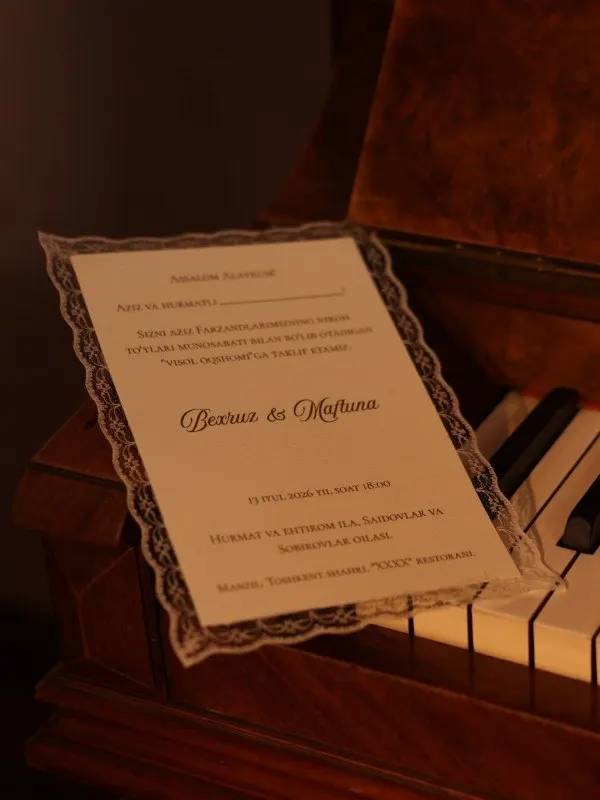 Assalom Alaykum!
Aziz va hurmatli ____________!
Sizni aziz Farzandlarimizning nikoh
to'ylari munosabati bilan bo'lib o'tadigan
"visol oqshomi"ga taklif etamiz.
Bexruz & Maftuna
13 iyul 2026 yil soat 18:00
Hurmat va ehtirom ila, Saidovlar va
Sobirovlar oilasi.
Manzil, Toshkent shahri, "XXXX" restorani.